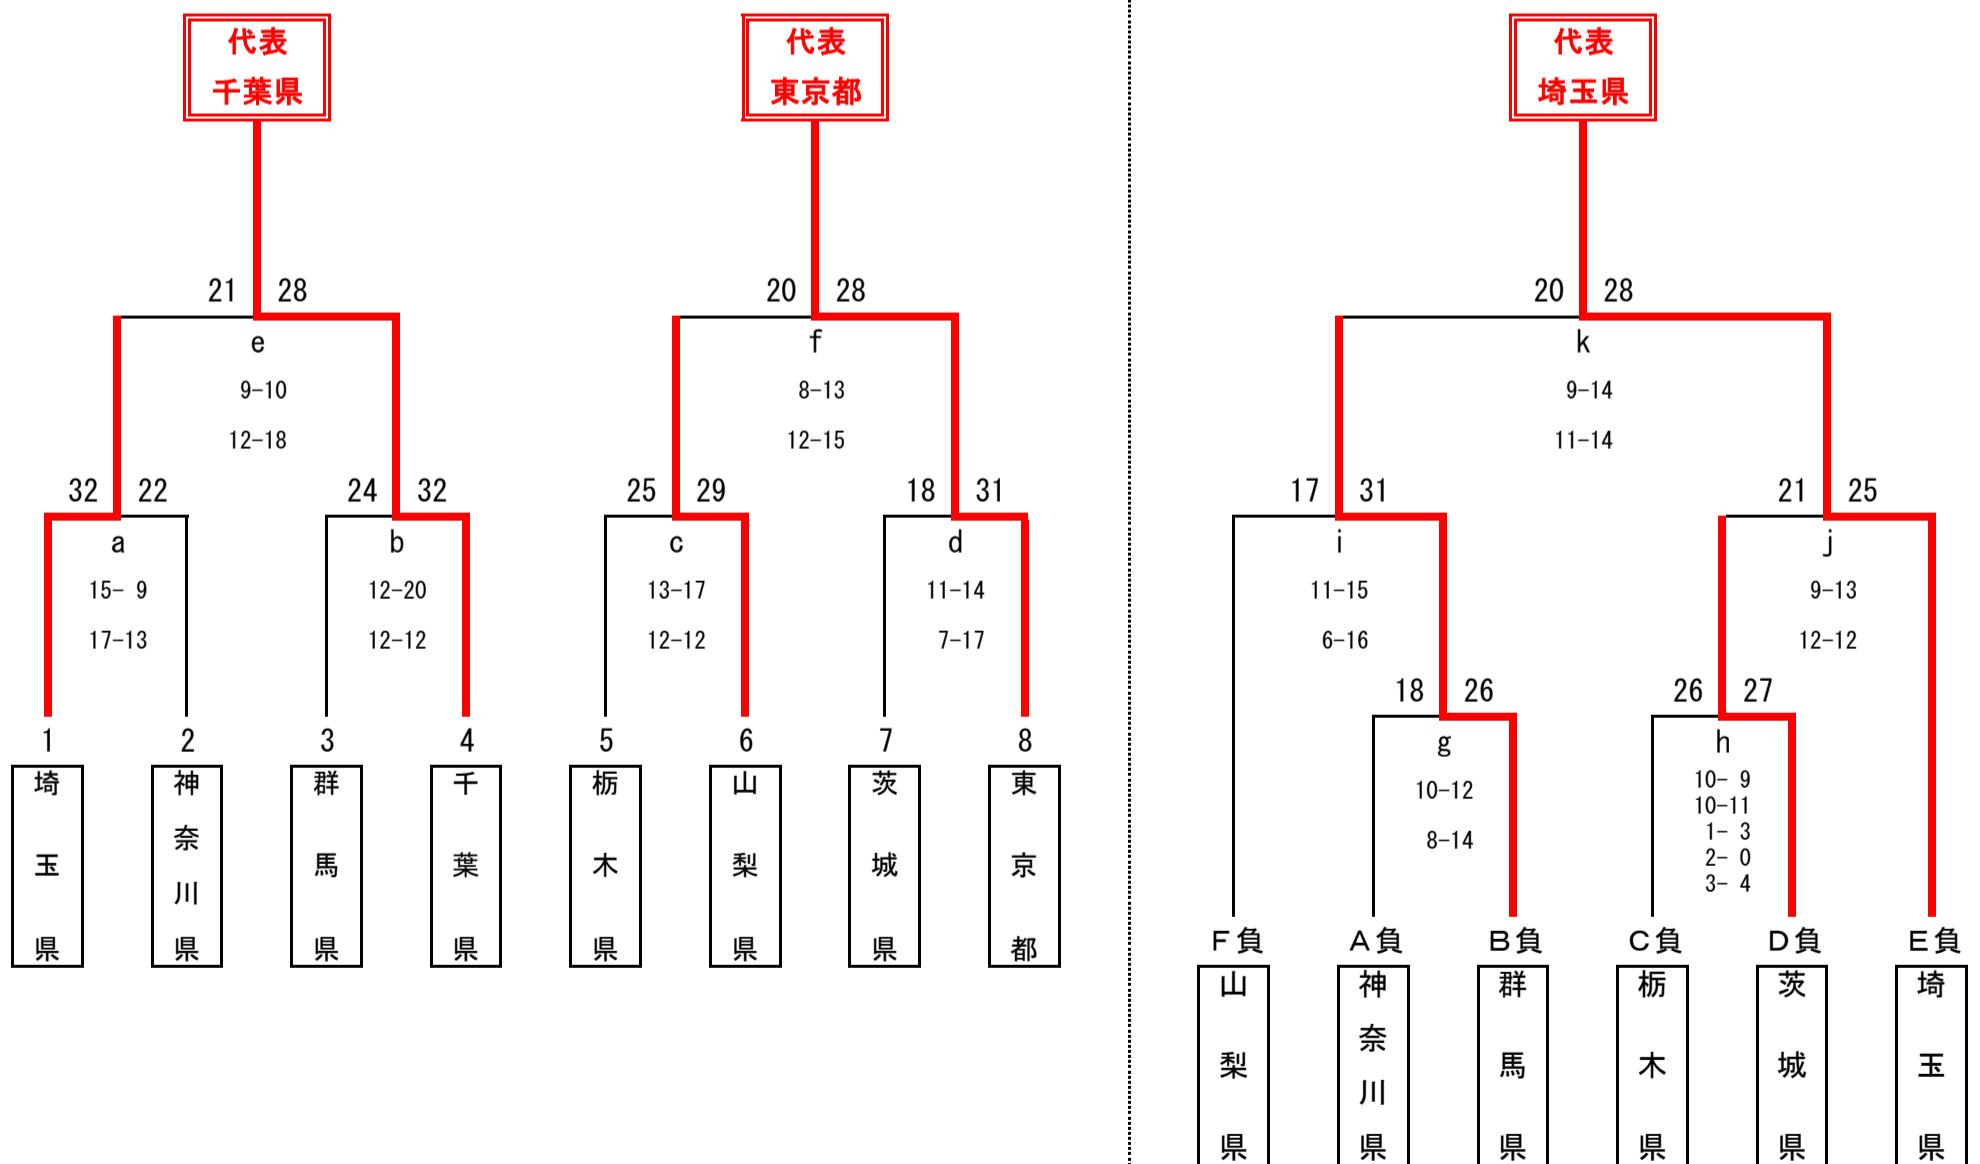 代表
千葉県
代表
東京都
代表
埼玉県
21 28
20 28
20 28
e
f
k
9-10
8-13
9-14
12-18
12-15
11-14
32 22
24 32
25 29
18 31
17 31
21 25
a
b
c
d
i
j
15- 9
12-20
13-17
11-14
11-15
9-13
17-13
12-12
12-12
7-17
6-16
12-12
18 26
26 27
g
h
10-12
8-14
10- 9
10-11
1- 3
2- 0
3- 4
1
2
3
4
5
6
7
8
埼玉県
神奈川県
群馬県
千葉県
栃木県
山梨県
茨城県
東京都
F負
A負
B負
C負
D負
E負
山梨県
神奈川県
群馬県
栃木県
茨城県
埼玉県